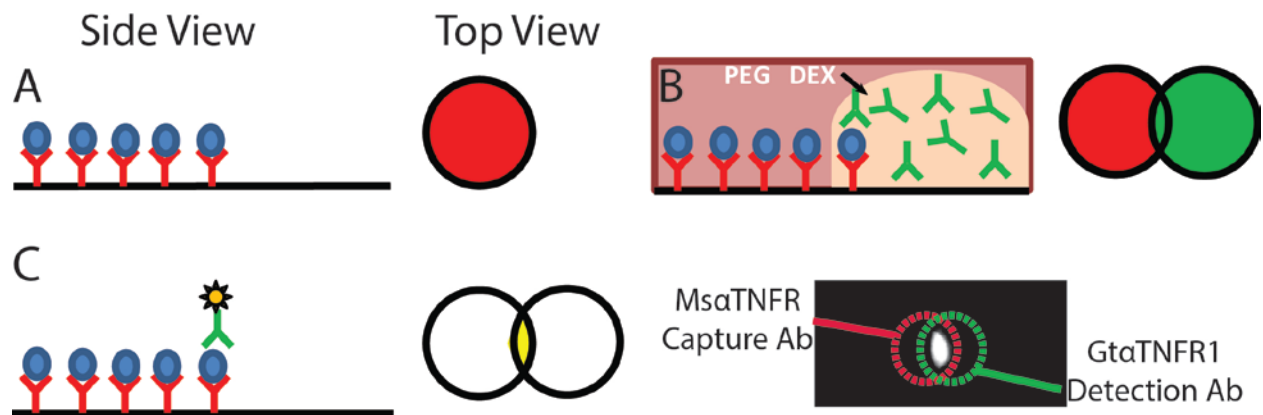 Side View
Top View
A
B
PEG DEX
C
MsαTNFR
Capture Ab
GtαTNFR1
Detection Ab